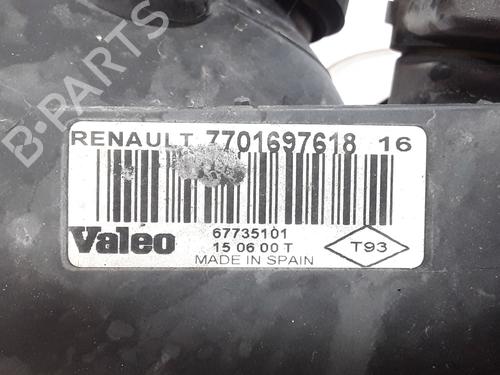 B-PARTS
RENAULT 7701697618 16
67735101
Valeo
15 06 00 T
T93
MADE IN SPAIN